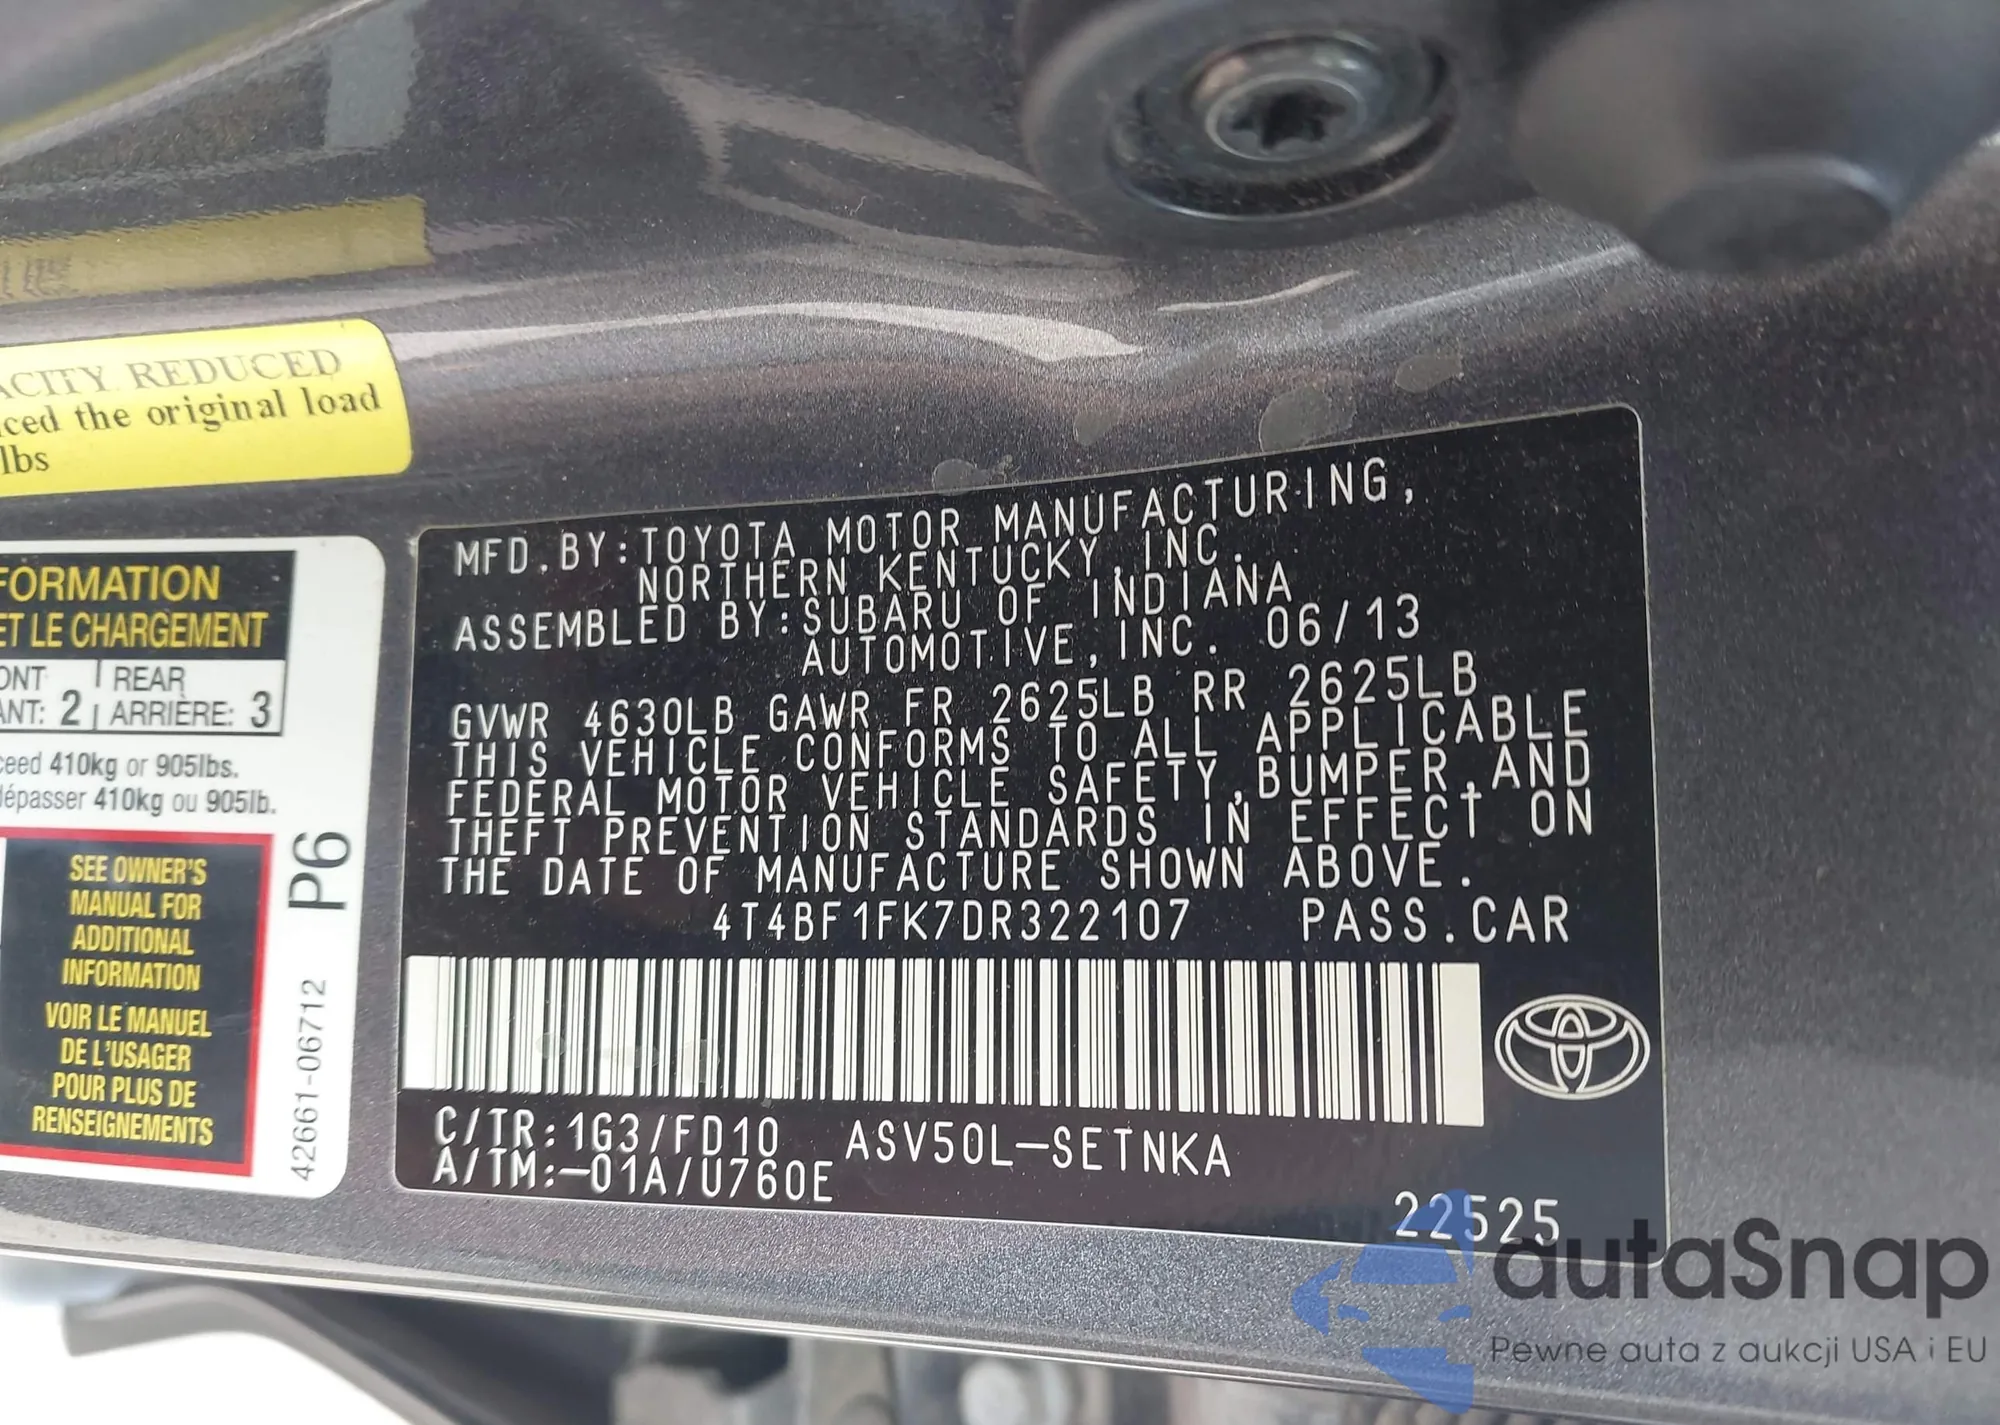 ACITY REDUCED
ced the original load
lbs
FORMATION
ET LE CHARGEMENT
ONT | REAR
ANT: 2 | ARRIÈRE: 3
ceed 410kg or 905lbs.
dépasser 410kg ou 905lb.
SEE OWNER'S
MANUAL FOR
ADDITIONAL
INFORMATION
VOIR LE MANUEL
DE L'USAGER
POUR PLUS DE
RENSEIGNEMENTS
P6
42661-06712
MFD.BY:TOYOTA MOTOR MANUFACTURING,
NORTHERN KENTUCKY,INC.
ASSEMBLED BY:SUBARU OF INDIANA
AUTOMOTIVE,INC. 06/13
GVWR 4630LB GAWR FR 2625LB RR 2625LB
THIS VEHICLE CONFORMS TO ALL APPLICABLE
FEDERAL MOTOR VEHICLE SAFETY,BUMPER,AND
THEFT PREVENTION STANDARDS IN EFFECT ON
THE DATE OF MANUFACTURE SHOWN ABOVE.
4T4BF1FK7DR322107 PASS.CAR
C/TR:1G3/FD10 ASV50L-SETNKA
A/TM:-01A/U760E
22525
autaSnap
Pewne auta z aukcji USA i EU